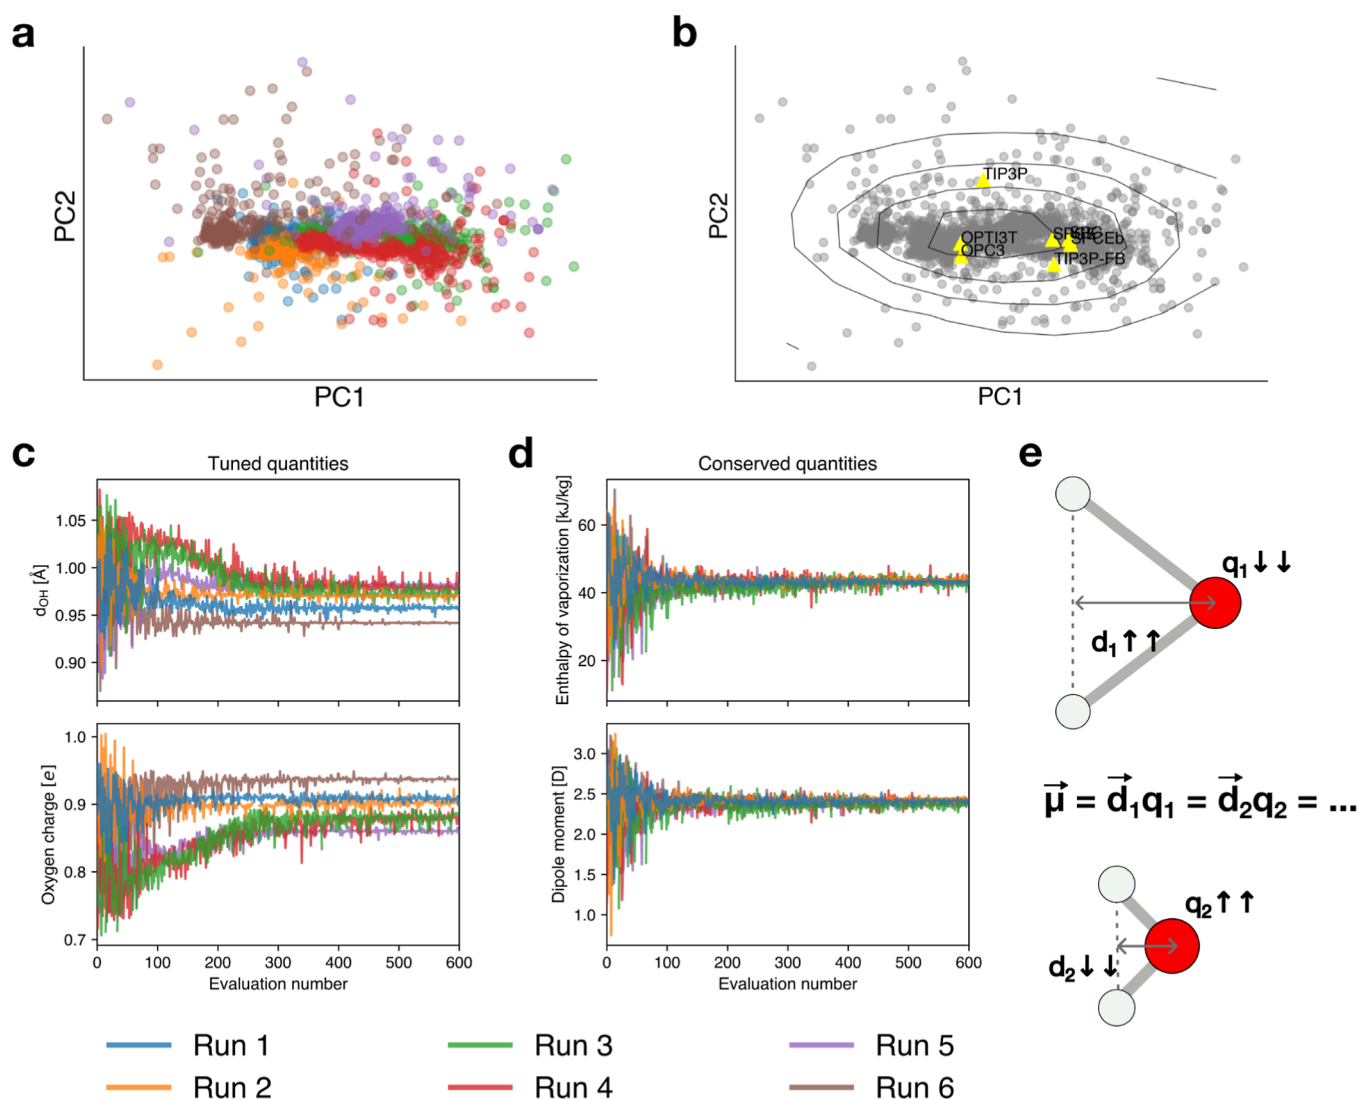 a
PC2
PC1
b
PC2
PC1
TIP3P
OPTI3T
OPC3
SPCEb
TIP3P-FB
c
Tuned quantities
dOH [Å]
1.05
1.00
0.95
0.90
Oxygen charge [e]
1.0
0.9
0.8
0.7
0 100 200 300 400 500 600
Evaluation number
d
Conserved quantities
Enthalpy of vaporization [kJ/kg]
60
40
20
Dipole moment [D]
3.0
2.5
2.0
1.5
1.0
0 100 200 300 400 500 600
Evaluation number
e
q1↓↓
d1↑↑
μ⃗ = d⃗1q1 = d⃗2q2 = ...
q2↑↑
d2↓↓
Run 1
Run 3
Run 5
Run 2
Run 4
Run 6